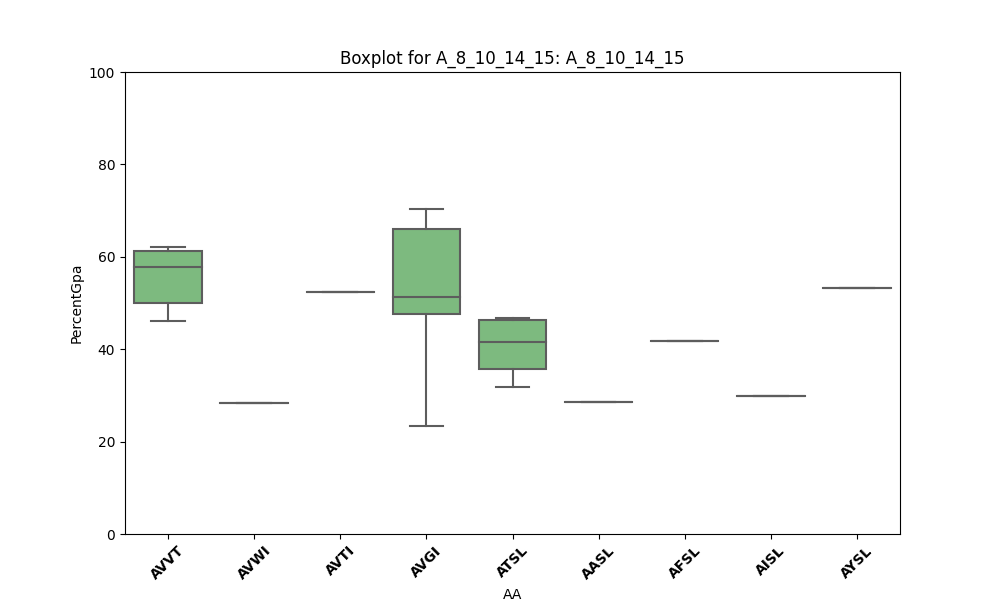 Boxplot for A_8_10_14_15: A_8_10_14_15
PercentGpa
100
80
60
40
20
0
AVVT AVWI AVTI AVGI ATSL AASL AFSL AISL AYSL
AA